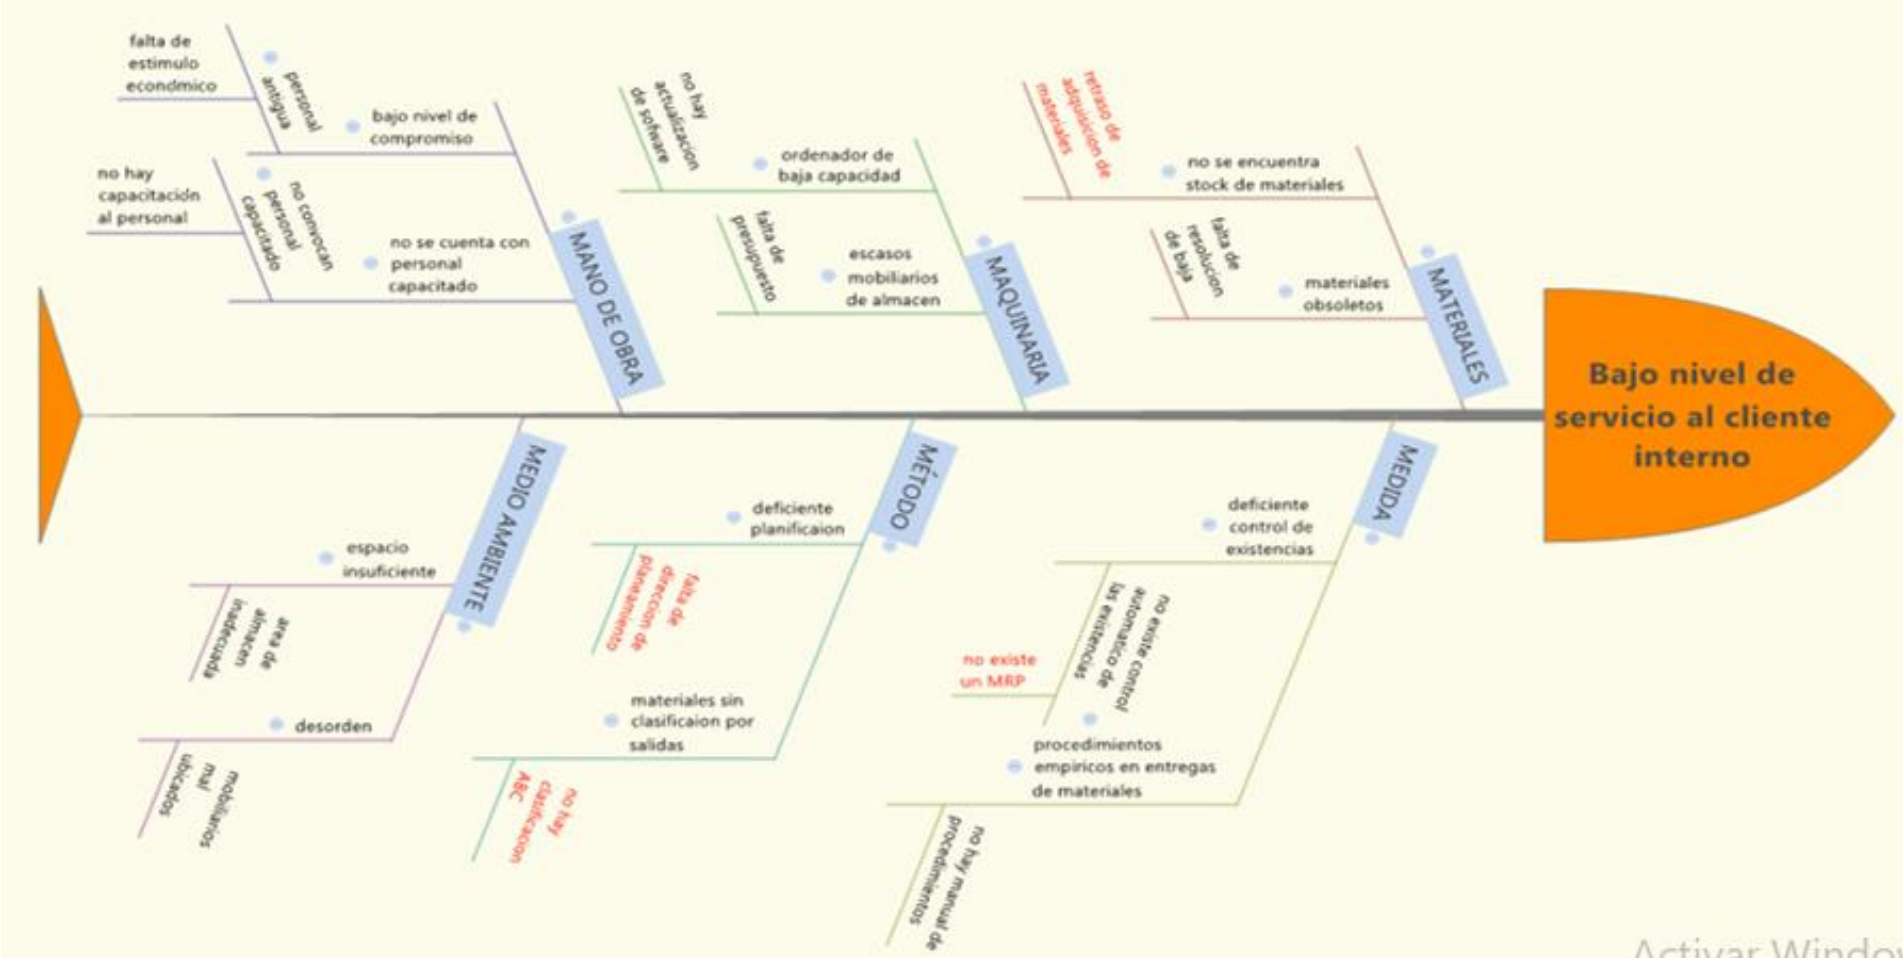 falta de
estimulo
económico
personal
antigua
bajo nivel de
compromiso
no hay
capacitación
al personal
no convocan
personal
capacitado
no se cuenta con
personal
capacitado
MANO DE OBRA
no hay
actualizacion
de sofware
ordenador de
baja capacidad
falta de
presupuesto
escasos
mobiliarios
de almacen
MAQUINARIA
retraso de
adquisicion de
materiales
no se encuentra
stock de materiales
falta de
resolucion
de baja
materiales
obsoletos
MATERIALES
Bajo nivel de
servicio al cliente
interno
MEDIO AMBIENTE
espacio
insuficiente
area de
almacen
inadecuada
desorden
mobiliarios
mal
ubicados
MÉTODO
deficiente
planificaion
falta de
direccion de
planeamiento
materiales sin
clasificaion por
salidas
no hay
clasificacion
ABC
MEDIDA
deficiente
control de
existencias
no existe control
automatico de
las existencias
no existe
un MRP
procedimientos
empiricos en entregas
de materiales
no hay manual de
procedimientos
Activar Window